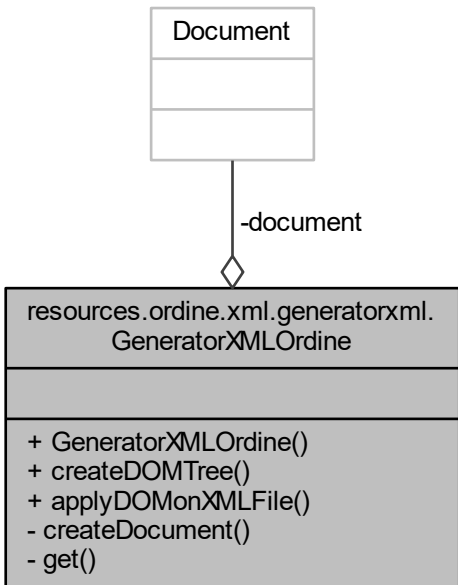 Document
-document
resources.ordine.xml.generatorxml.
GeneratorXMLOrdine
+ GeneratorXMLOrdine()
+ createDOMTree()
+ applyDOMonXMLFile()
- createDocument()
- get()